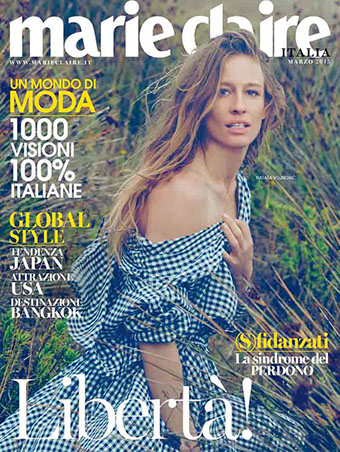 marie claire
ITALIA
WWW.MARIECLAIRE.IT
MARZO 2015
UN MONDO DI
MODA
1000
VISIONI
100%
ITALIANE
NATASA VOJNOVIC
GLOBAL
STYLE
TENDENZA
JAPAN
ATTRAZIONE
USA
DESTINAZIONE
BANGKOK
(S)fidanzati
La sindrome del
PERDONO
Libertà!